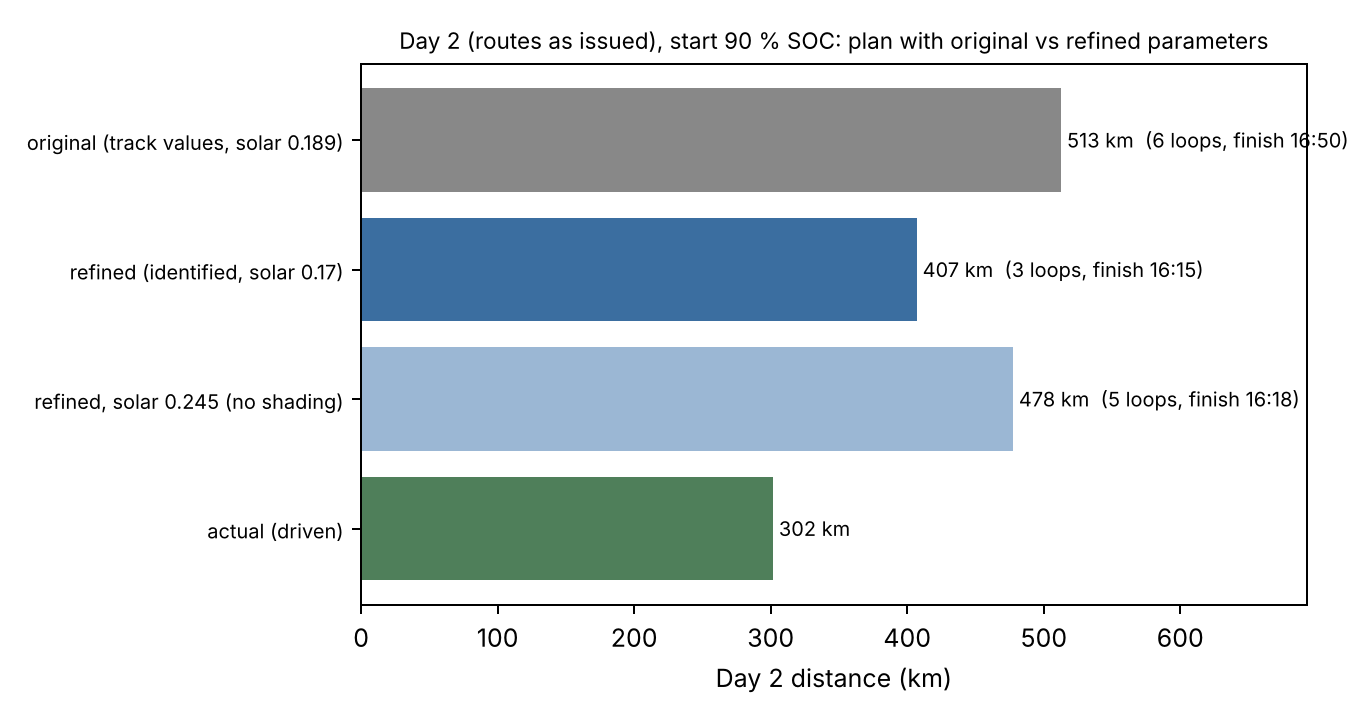 Day 2 (routes as issued), start 90 % SOC: plan with original vs refined parameters
original (track values, solar 0.189)
513 km (6 loops, finish 16:50)
refined (identified, solar 0.17)
407 km (3 loops, finish 16:15)
refined, solar 0.245 (no shading)
478 km (5 loops, finish 16:18)
actual (driven)
302 km
0 100 200 300 400 500 600
Day 2 distance (km)